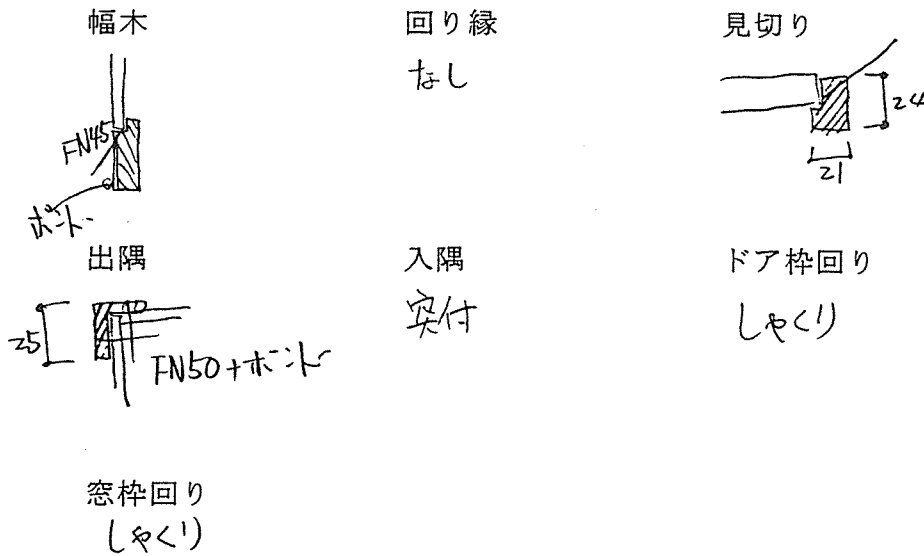 幅木
回り縁
見切り
なし
24
FN45
21
ボンド
出隅
入隅
ドア枠回り
突付
しゃくり
25
FN50+ボンド
窓枠回り
しゃくり